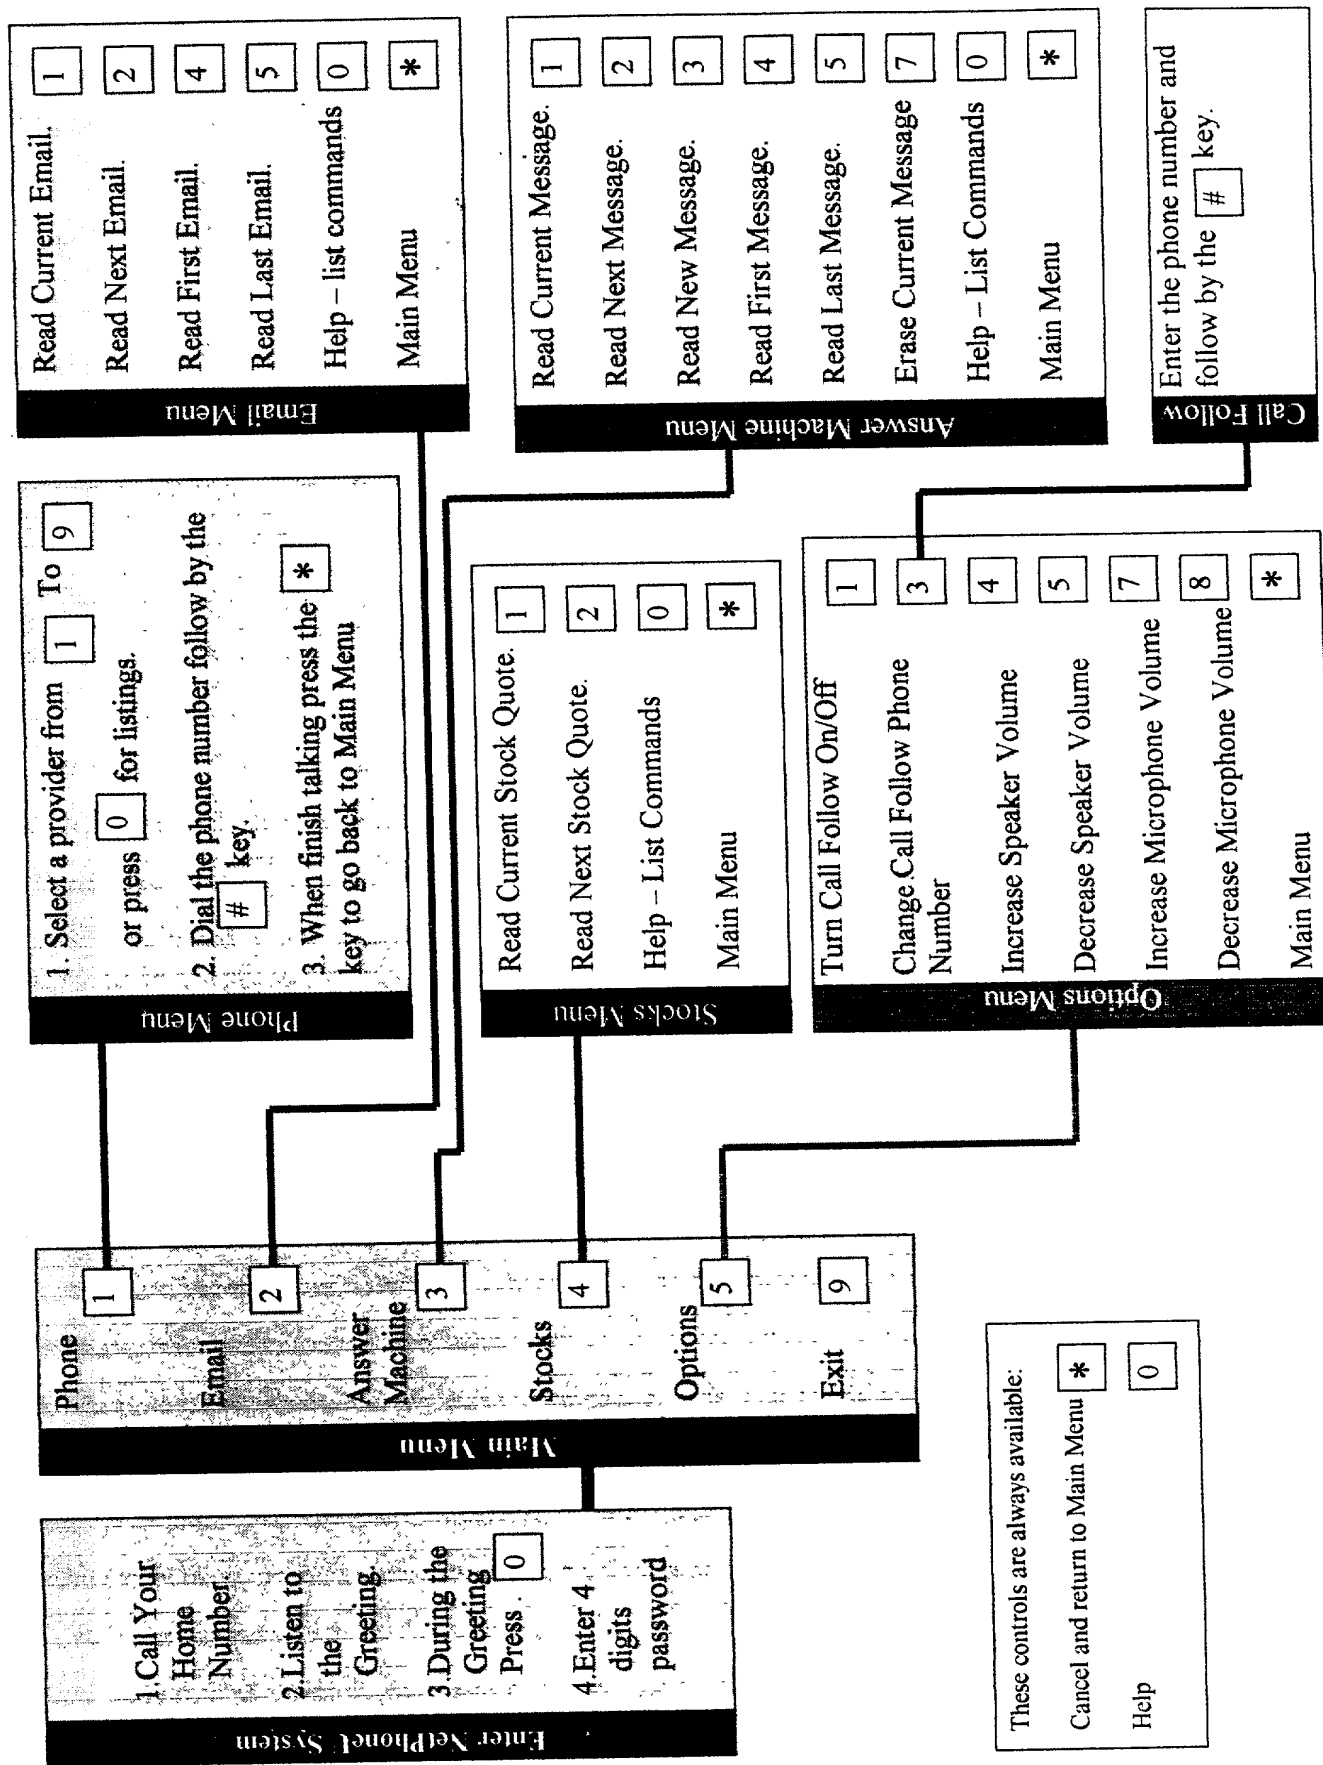 Enter NetPhone System
1.Call Your
Home
Number.
2.Listen to
the
Greeting.
3.During the
Greeting
Press. 0
4.Enter 4
digits
password
Main Menu
Phone 1
Email 2
Answer
Machine 3
Stocks 4
Options 5
Exit 9
Phone Menu
1. Select a provider from 1 To 9
or press 0 for listings.
2. Dial the phone number follow by the
# key.
3. When finish talking press the *
key to go back to Main Menu
Email Menu
Read Current Email. 1
Read Next Email. 2
Read First Email. 4
Read Last Email. 5
Help – list commands 0
Main Menu *
Answer Machine Menu
Read Current Message. 1
Read Next Message. 2
Read New Message. 3
Read First Message. 4
Read Last Message. 5
Erase Current Message 7
Help – List Commands 0
Main Menu *
Stocks Menu
Read Current Stock Quote. 1
Read Next Stock Quote. 2
Help – List Commands 0
Main Menu *
Options Menu
Turn Call Follow On/Off 1
Change Call Follow Phone 3
Number
Increase Speaker Volume 4
Decrease Speaker Volume 5
Increase Microphone Volume 7
Decrease Microphone Volume 8
Main Menu *
Call Follow
Enter the phone number and
follow by the # key.
These controls are always available:
Cancel and return to Main Menu *
Help 0